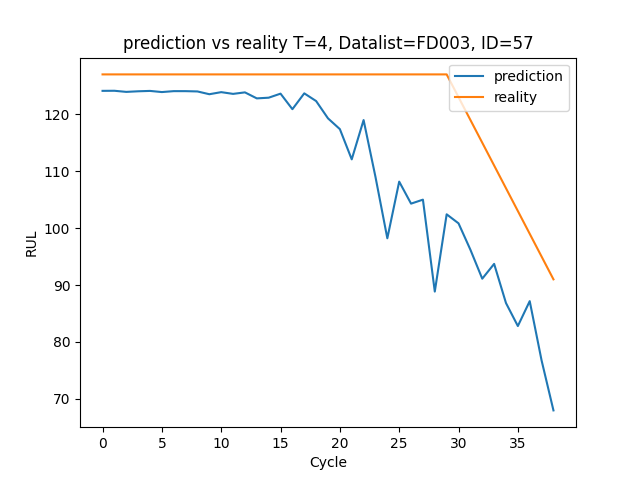 prediction vs reality T=4, Datalist=FD003, ID=57
prediction
reality
120
110
100
90
80
70
RUL
0 5 10 15 20 25 30 35
Cycle